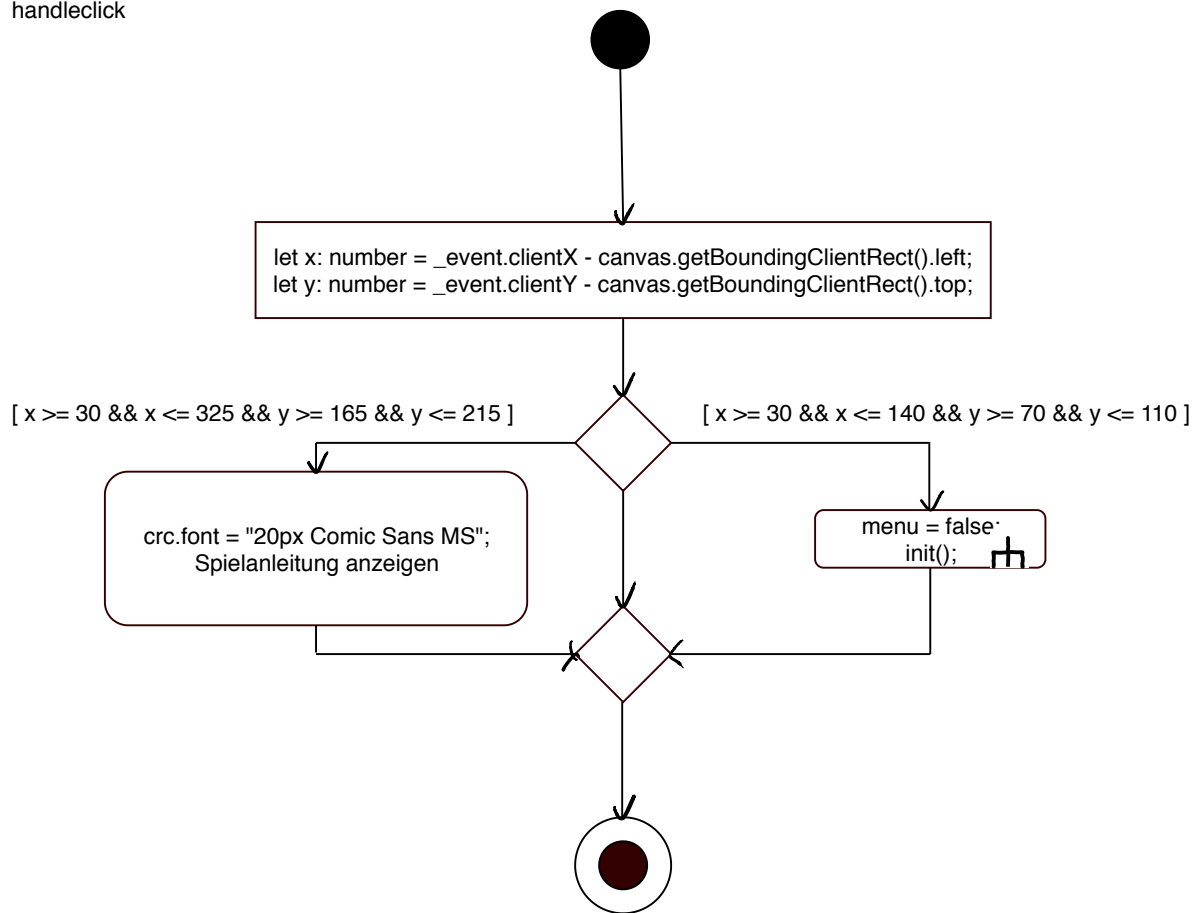 handleclick
let x: number = _event.clientX - canvas.getBoundingClientRect().left;
let y: number = _event.clientY - canvas.getBoundingClientRect().top;
[ x >= 30 && x <= 325 && y >= 165 && y <= 215 ]
[ x >= 30 && x <= 140 && y >= 70 && y <= 110 ]
crc.font = "20px Comic Sans MS";
Spielanleitung anzeigen
menu = false;
init();